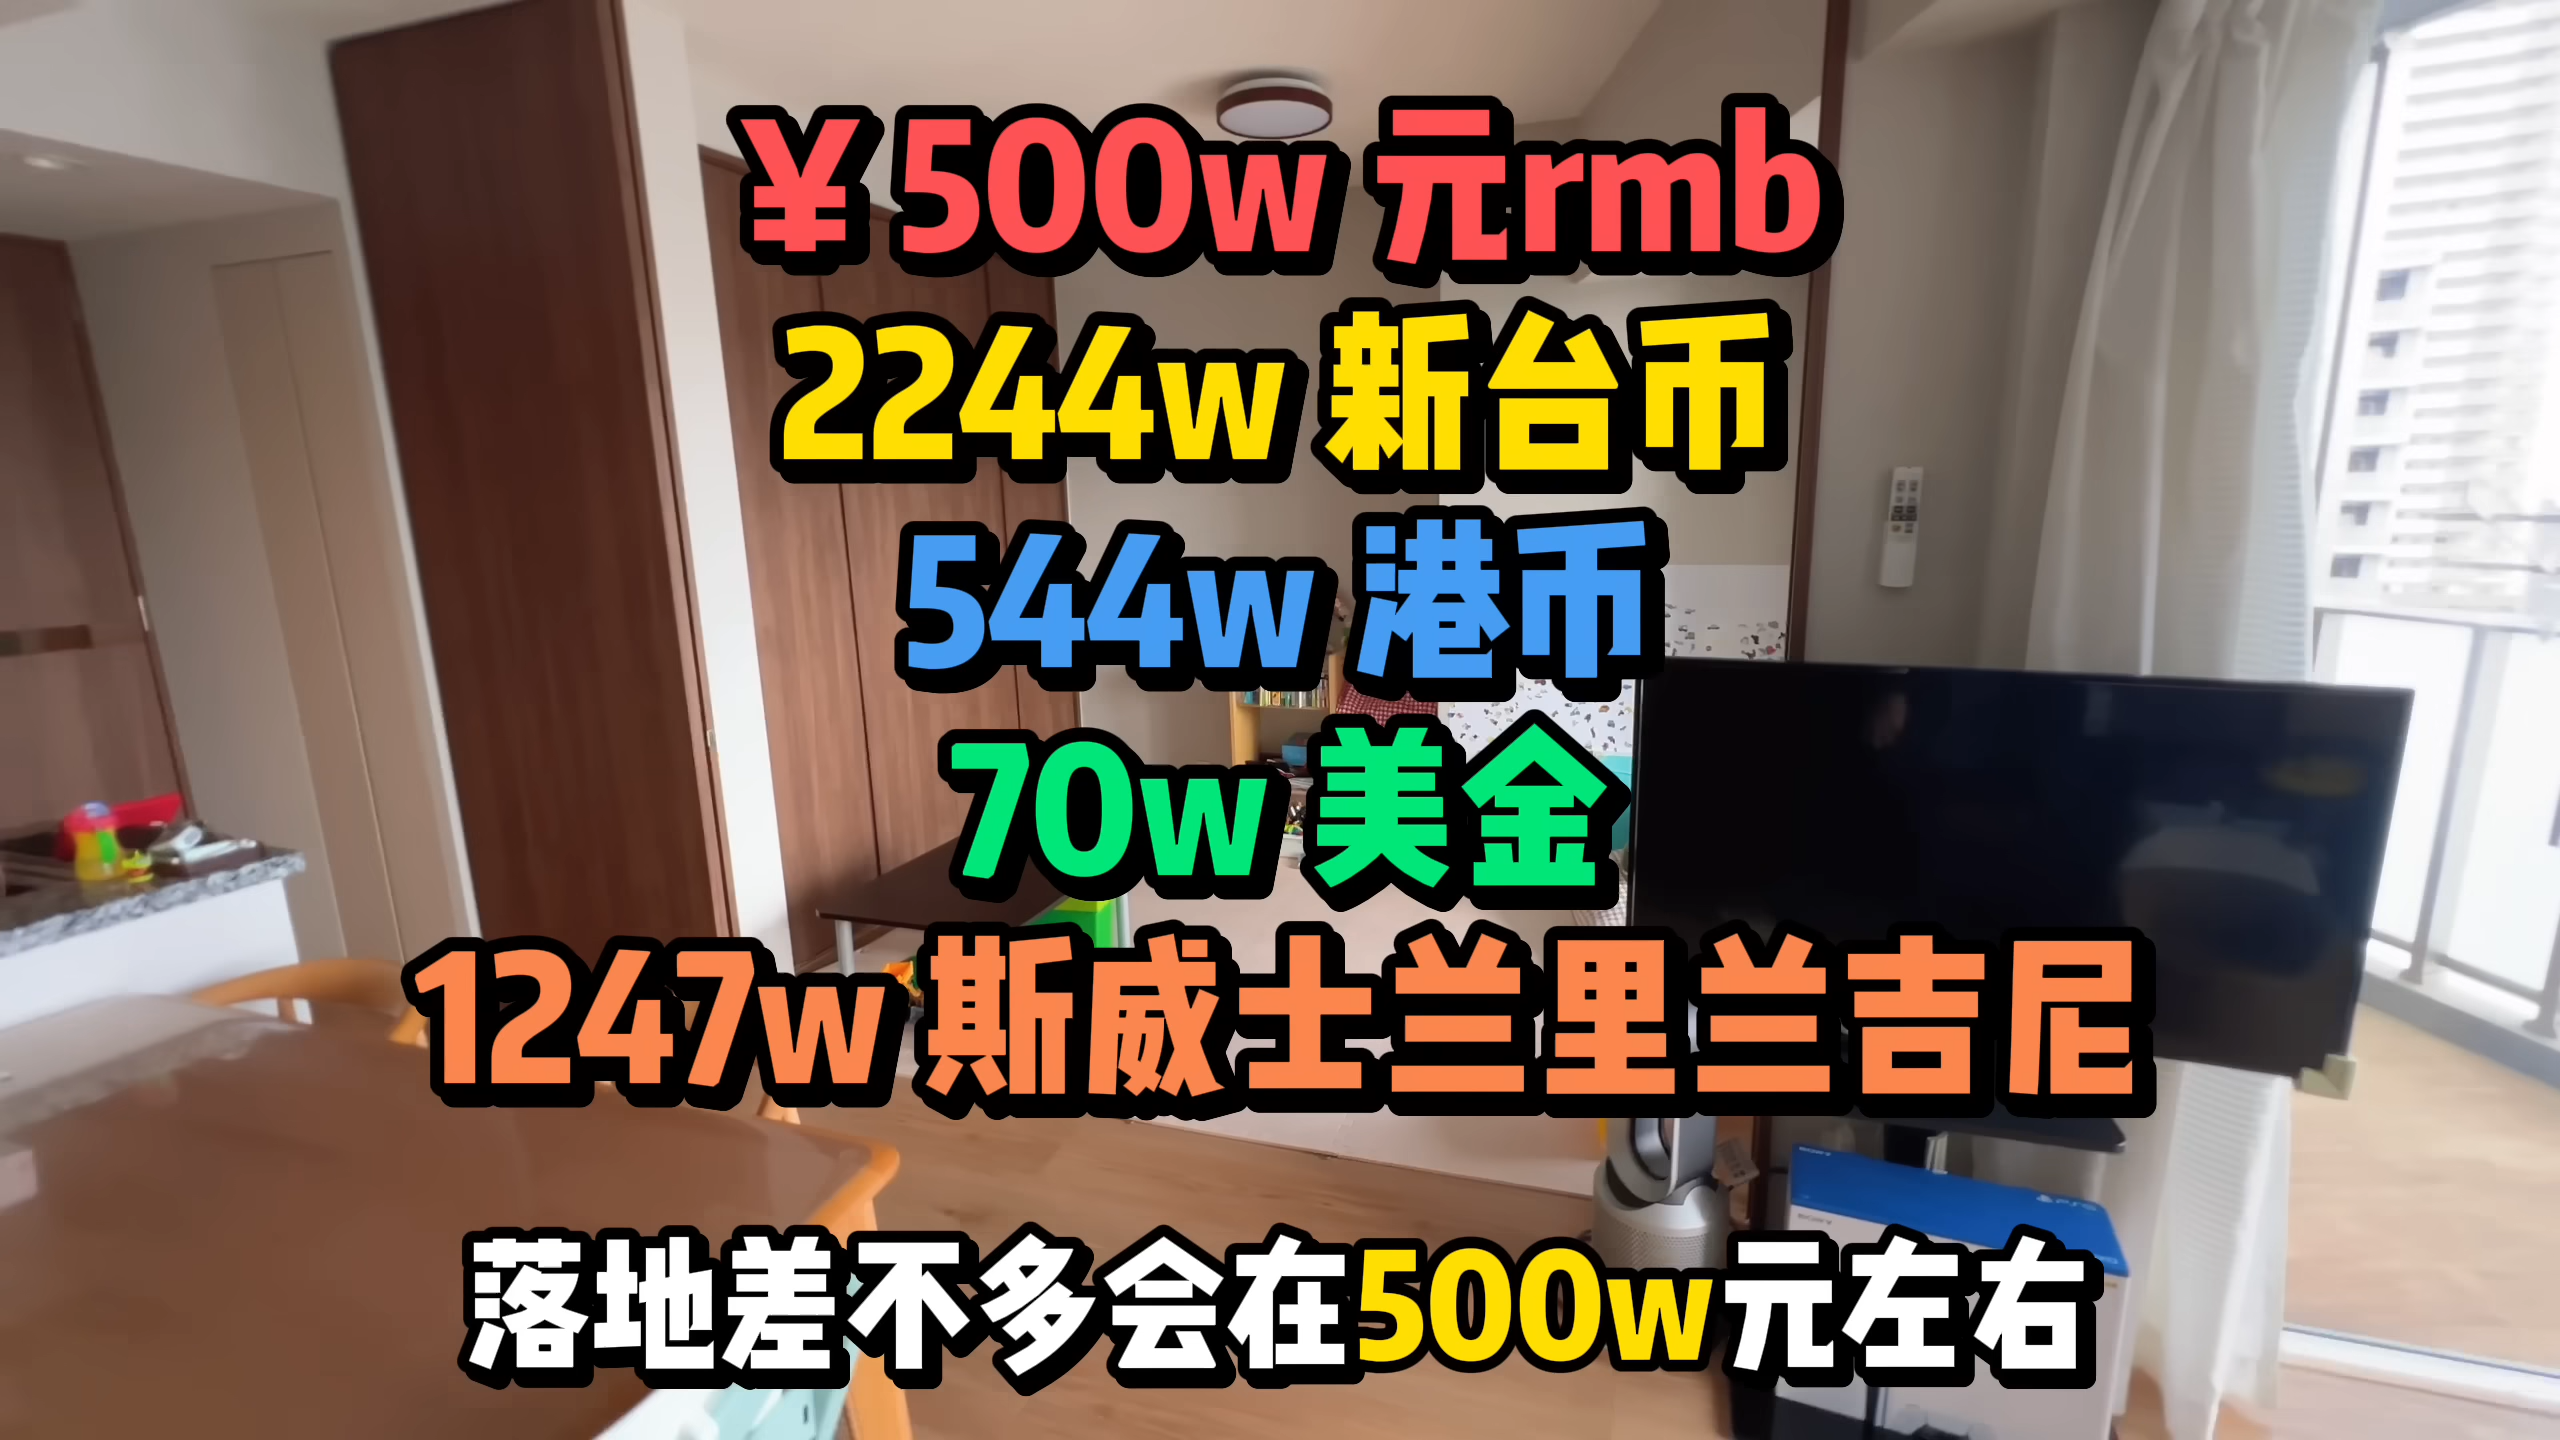 ￥500w 元rmb
2244w 新台币
544w 港币
70w 美金
1247w 斯威士兰里兰吉尼
落地差不多会在500w元左右